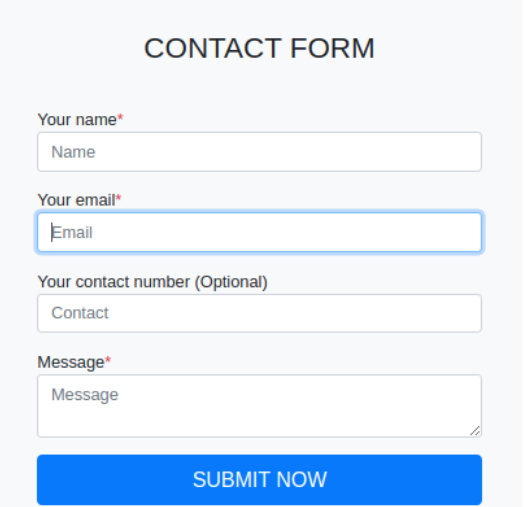 CONTACT FORM
Your name*
Name
Your email*
Email
Your contact number (Optional)
Contact
Message*
Message
SUBMIT NOW